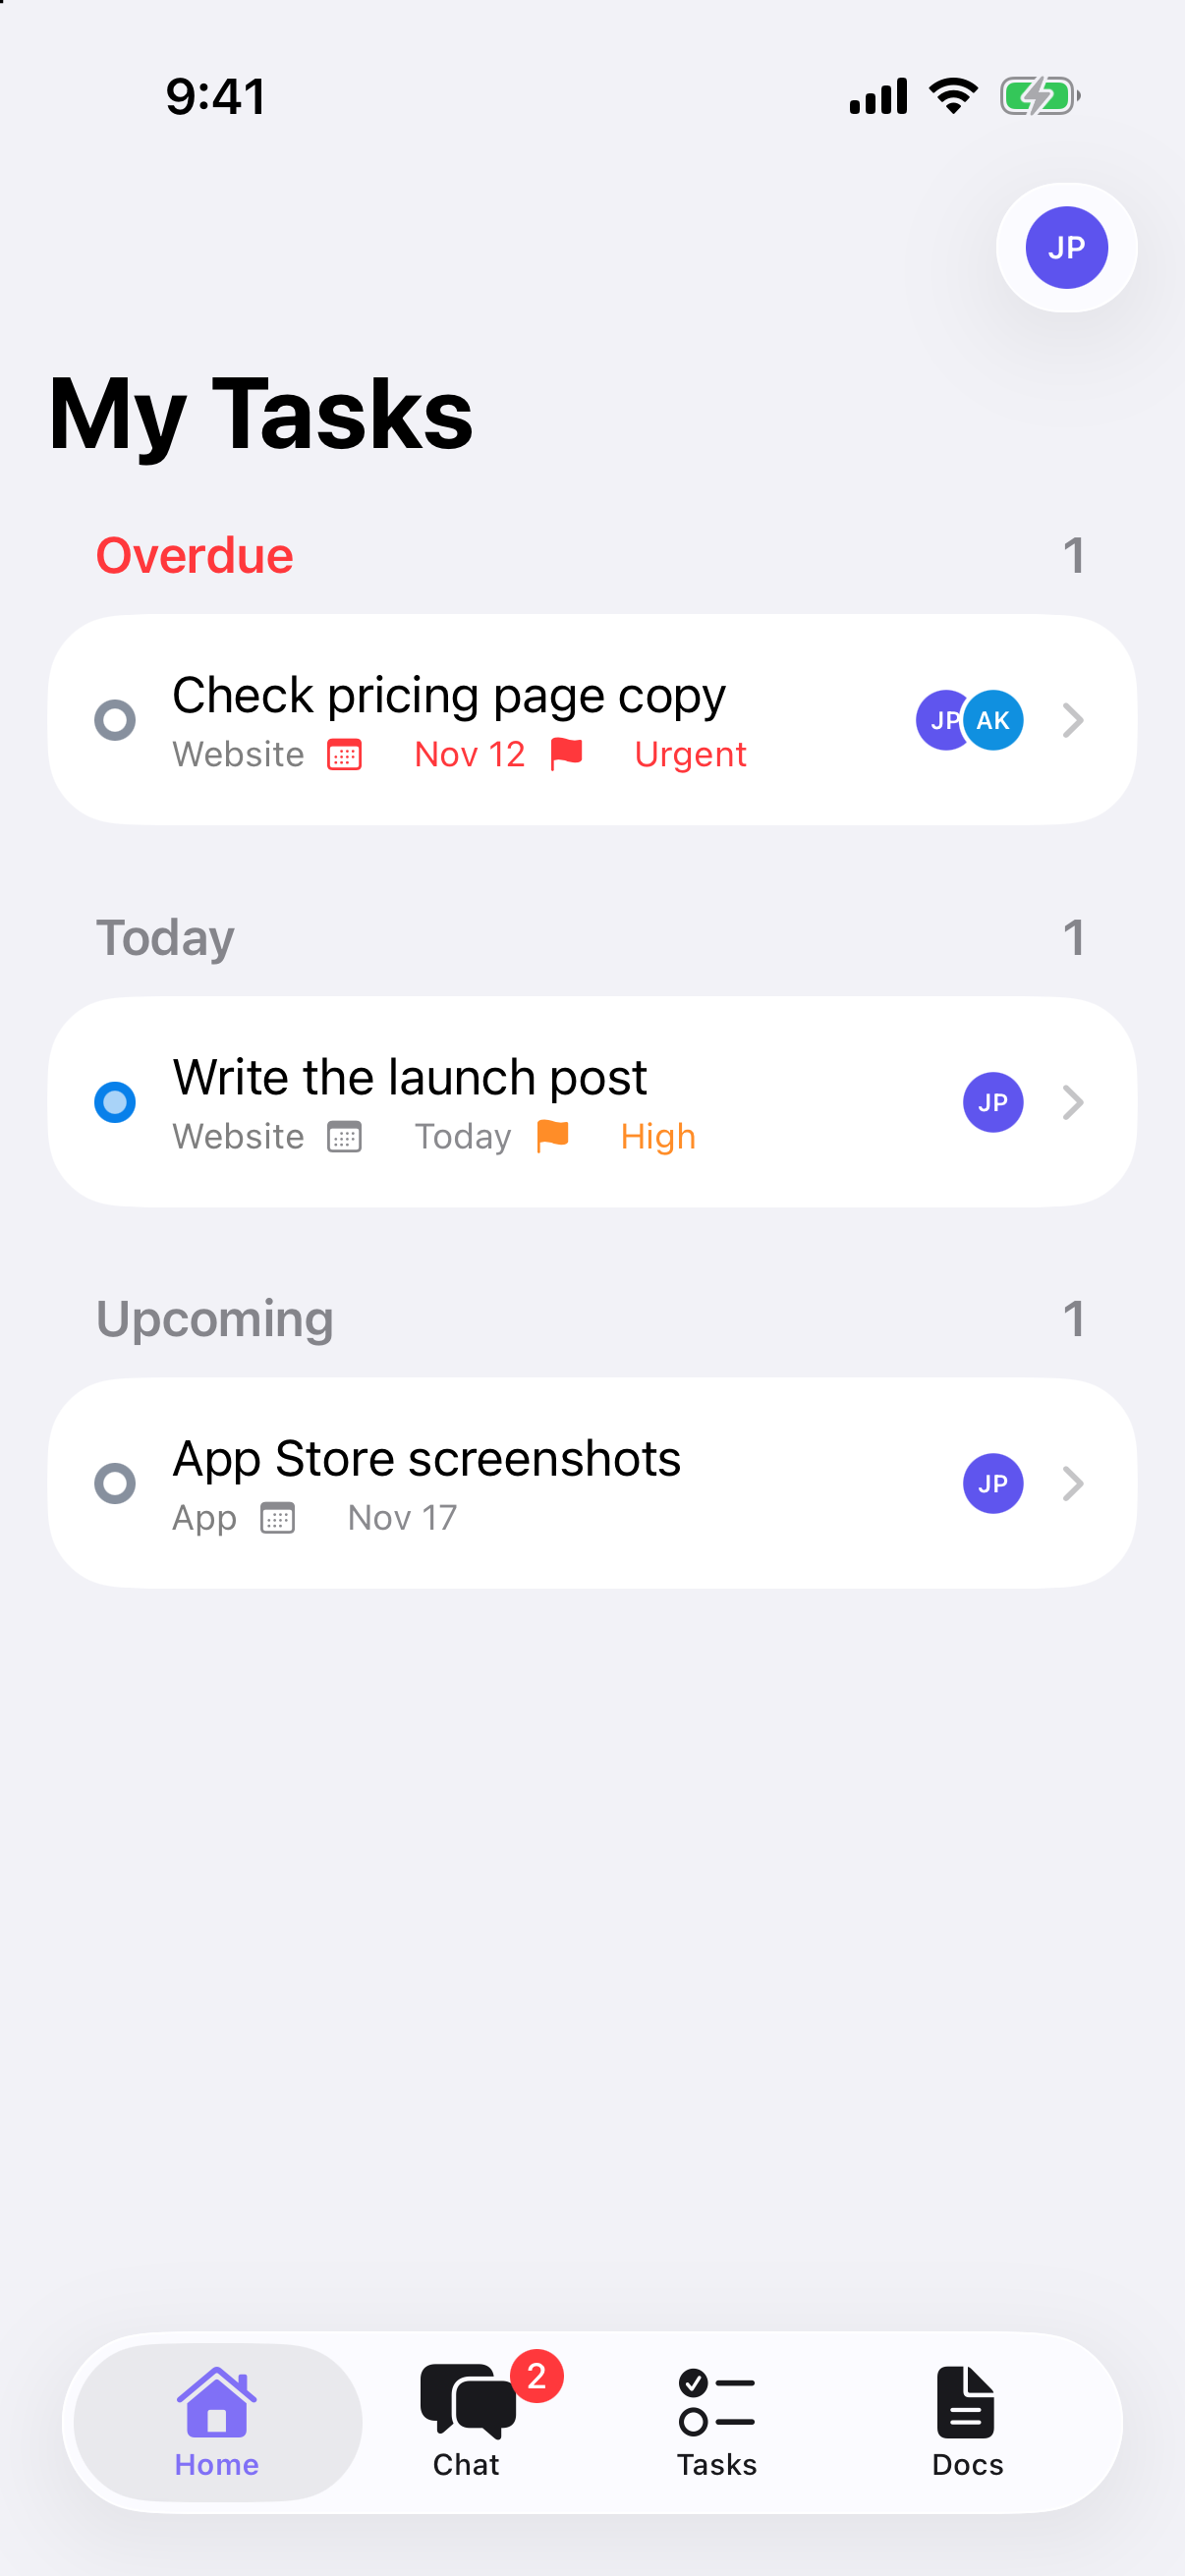 9:41
JP
My Tasks
Overdue 1
Check pricing page copy
Website Nov 12 Urgent
JP AK
Today 1
Write the launch post
Website Today High
JP
Upcoming 1
App Store screenshots
App Nov 17
JP
2
Home Chat Tasks Docs